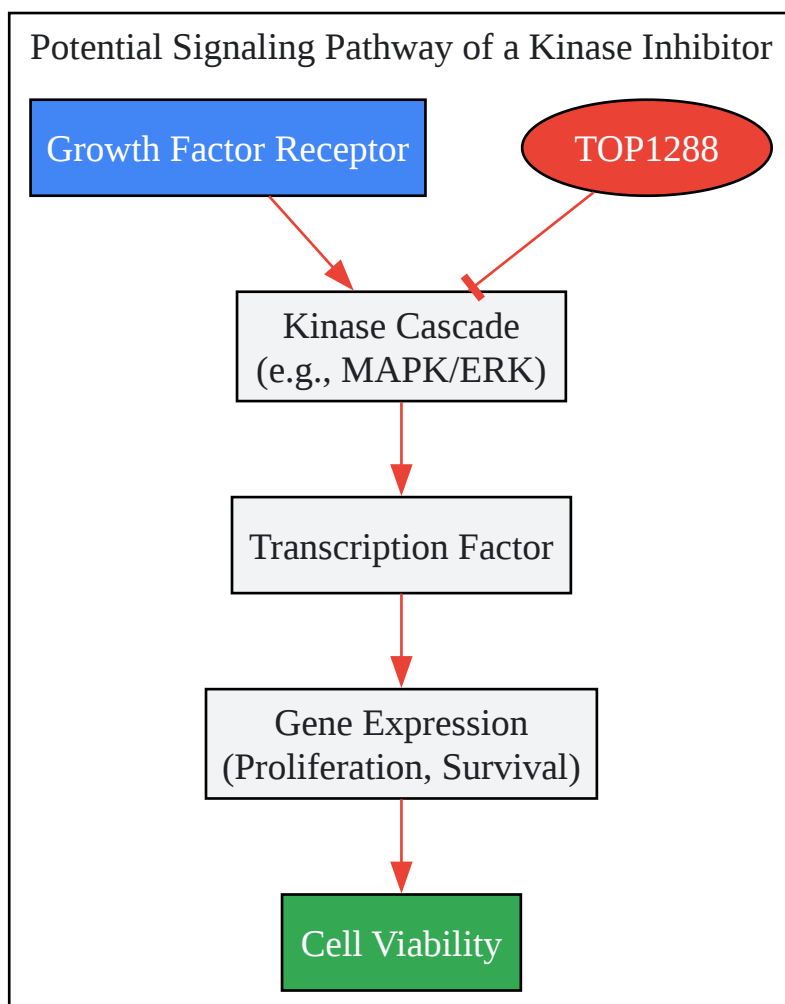 Potential Signaling Pathway of a Kinase Inhibitor
Growth Factor Receptor
TOP1288
Kinase Cascade
(e.g., MAPK/ERK)
Transcription Factor
Gene Expression
(Proliferation, Survival)
Cell Viability